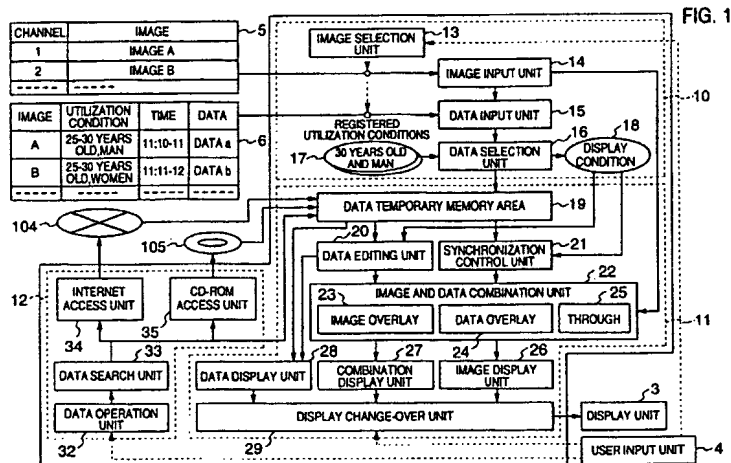 FIG. 1
CHANNEL IMAGE 5
1 IMAGE A
2 IMAGE B
IMAGE SELECTION UNIT 13
IMAGE INPUT UNIT 14
DATA INPUT UNIT 15
10
IMAGE UTILIZATION CONDITION TIME DATA
A 25-30 YEARS OLD,MAN 11:10-11 DATA a 6
B 25-30 YEARS OLD,WOMEN 11:11-12 DATA b
REGISTERED UTILIZATION CONDITIONS
17 30 YEARS OLD AND MAN
DATA SELECTION UNIT 16
DISPLAY CONDITION 18
104
105
DATA TEMPORARY MEMORY AREA 19
20
DATA EDITING UNIT
SYNCHRONIZATION CONTROL UNIT 21
22
IMAGE AND DATA COMBINATION UNIT
23 IMAGE OVERLAY
DATA OVERLAY 24
THROUGH 25
11
12
INTERNET ACCESS UNIT 34
CD-ROM ACCESS UNIT 35
33
DATA SEARCH UNIT
DATA OPERATION UNIT
32
DATA DISPLAY UNIT 28
COMBINATION DISPLAY UNIT 27
IMAGE DISPLAY UNIT 26
DISPLAY CHANGE-OVER UNIT
29
DISPLAY UNIT 3
USER INPUT UNIT 4